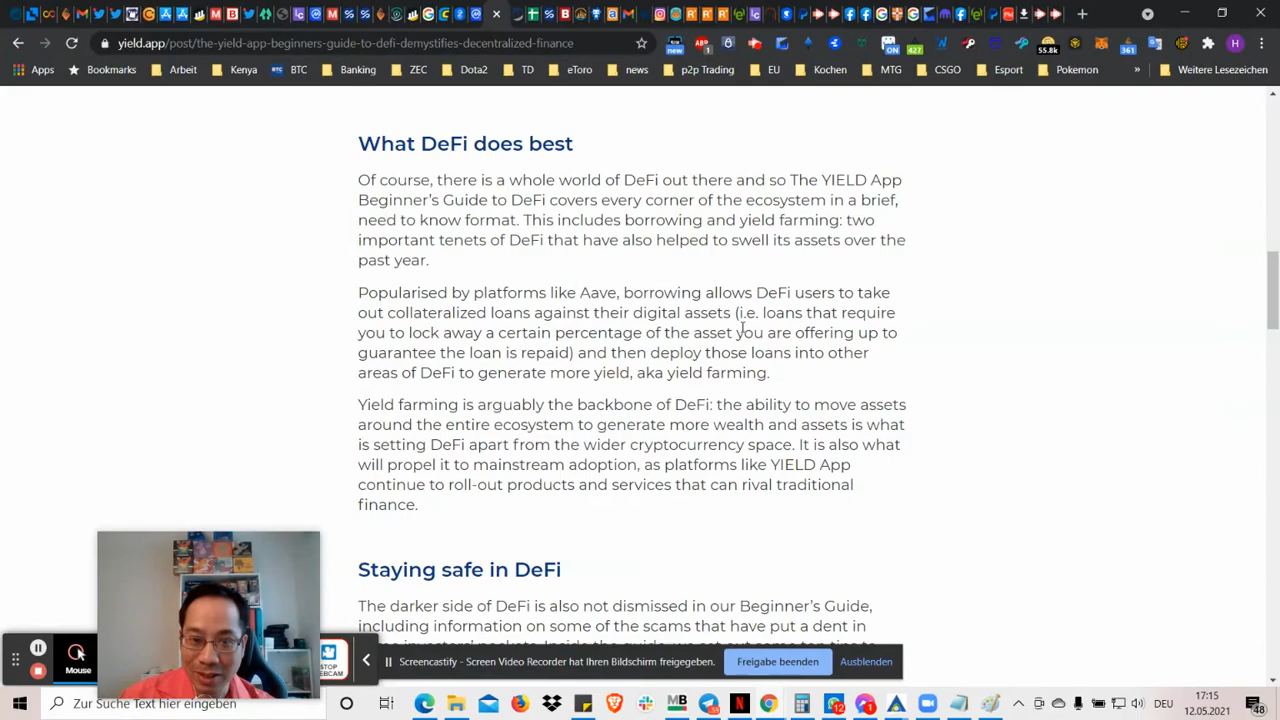 yield.app/post/the-yield-app-beginners-guide-to-defi-demystifies-decentralized-finance
new
1
ON
427
55.8k
361
H
Apps
Bookmarks
Arbeit
Kenya
BTC
Banking
ZEC
Dota2
TD
eToro
news
p2p Trading
EU
Kochen
MTG
CSGO
Esport
Pokemon
»
Weitere Lesezeichen
What DeFi does best
Of course, there is a whole world of DeFi out there and so The YIELD App
Beginner's Guide to DeFi covers every corner of the ecosystem in a brief,
need to know format. This includes borrowing and yield farming: two
important tenets of DeFi that have also helped to swell its assets over the
past year.
Popularised by platforms like Aave, borrowing allows DeFi users to take
out collateralized loans against their digital assets (i.e. loans that require
you to lock away a certain percentage of the asset you are offering up to
guarantee the loan is repaid) and then deploy those loans into other
areas of DeFi to generate more yield, aka yield farming.
Yield farming is arguably the backbone of DeFi: the ability to move assets
around the entire ecosystem to generate more wealth and assets is what
is setting DeFi apart from the wider cryptocurrency space. It is also what
will propel it to mainstream adoption, as platforms like YIELD App
continue to roll-out products and services that can rival traditional
finance.
Staying safe in DeFi
The darker side of DeFi is also not dismissed in our Beginner's Guide,
including information on some of the scams that have put a dent in
Mouse
STOP
WEBCAM
Screencastify - Screen Video Recorder hat Ihren Bildschirm freigegeben.
Freigabe beenden
Ausblenden
Zur Suche Text hier eingeben
12
1
DEU
17:15
12.05.2021
48